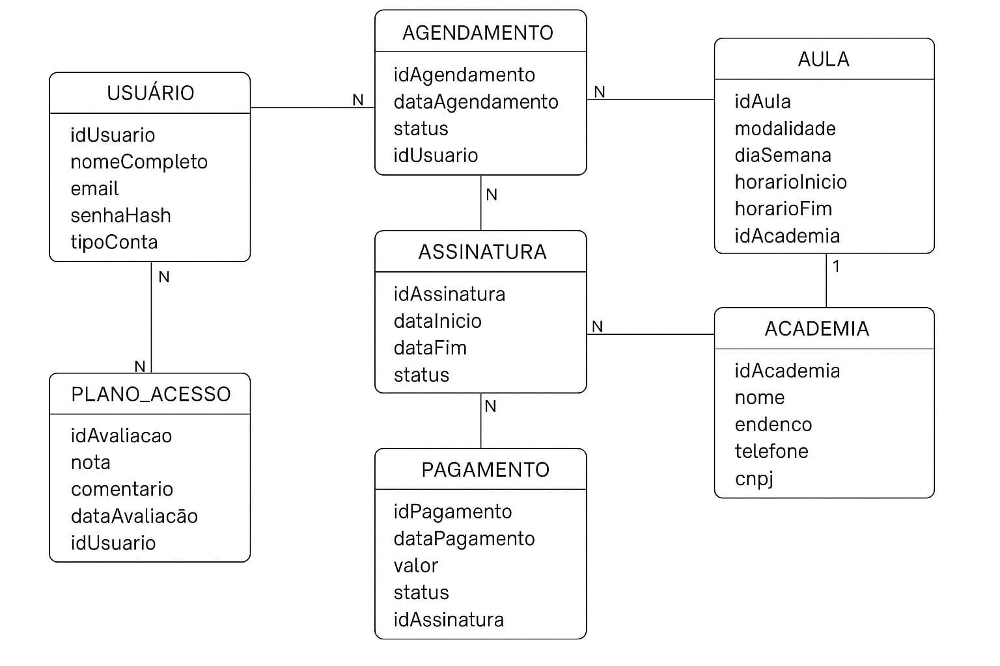 USUÁRIO
idUsuario
nomeCompleto
email
senhaHash
tipoConta
N
N
PLANO_ACESSO
idAvaliacao
nota
comentario
dataAvaliacāo
idUsuario
N
AGENDAMENTO
idAgendamento
dataAgendamento
status
idUsuario
N
N
ASSINATURA
idAssinatura
dataInicio
dataFim
status
N
N
PAGAMENTO
idPagamento
dataPagamento
valor
status
idAssinatura
AULA
idAula
modalidade
diaSemana
horarioInicio
horarioFim
idAcademia
1
ACADEMIA
idAcademia
nome
endenco
telefone
cnpj